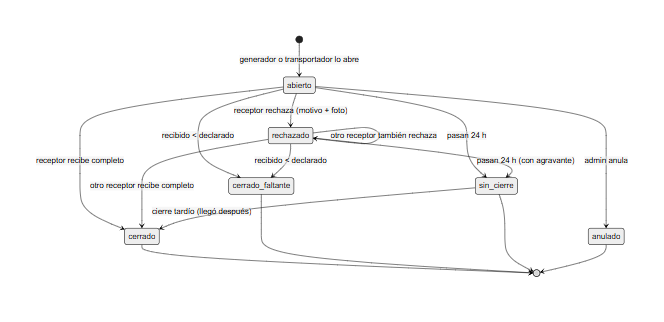 generador o transportador lo abre
abierto
receptor rechaza (motivo + foto)
recibido < declarado
rechazado
otro receptor también rechaza
pasan 24 h
receptor recibe completo
recibido < declarado
pasan 24 h (con agravante)
admin anula
otro receptor recibe completo
cerrado_faltante
sin_cierre
cierre tardío (llegó después)
cerrado
anulado